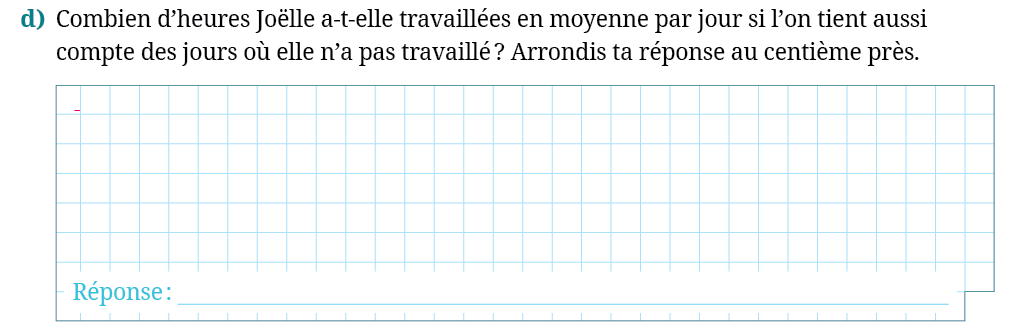 d) Combien d’heures Joëlle a-t-elle travaillées en moyenne par jour si l’on tient aussi
compte des jours où elle n’a pas travaillé ? Arrondis ta réponse au centième près.
Réponse :